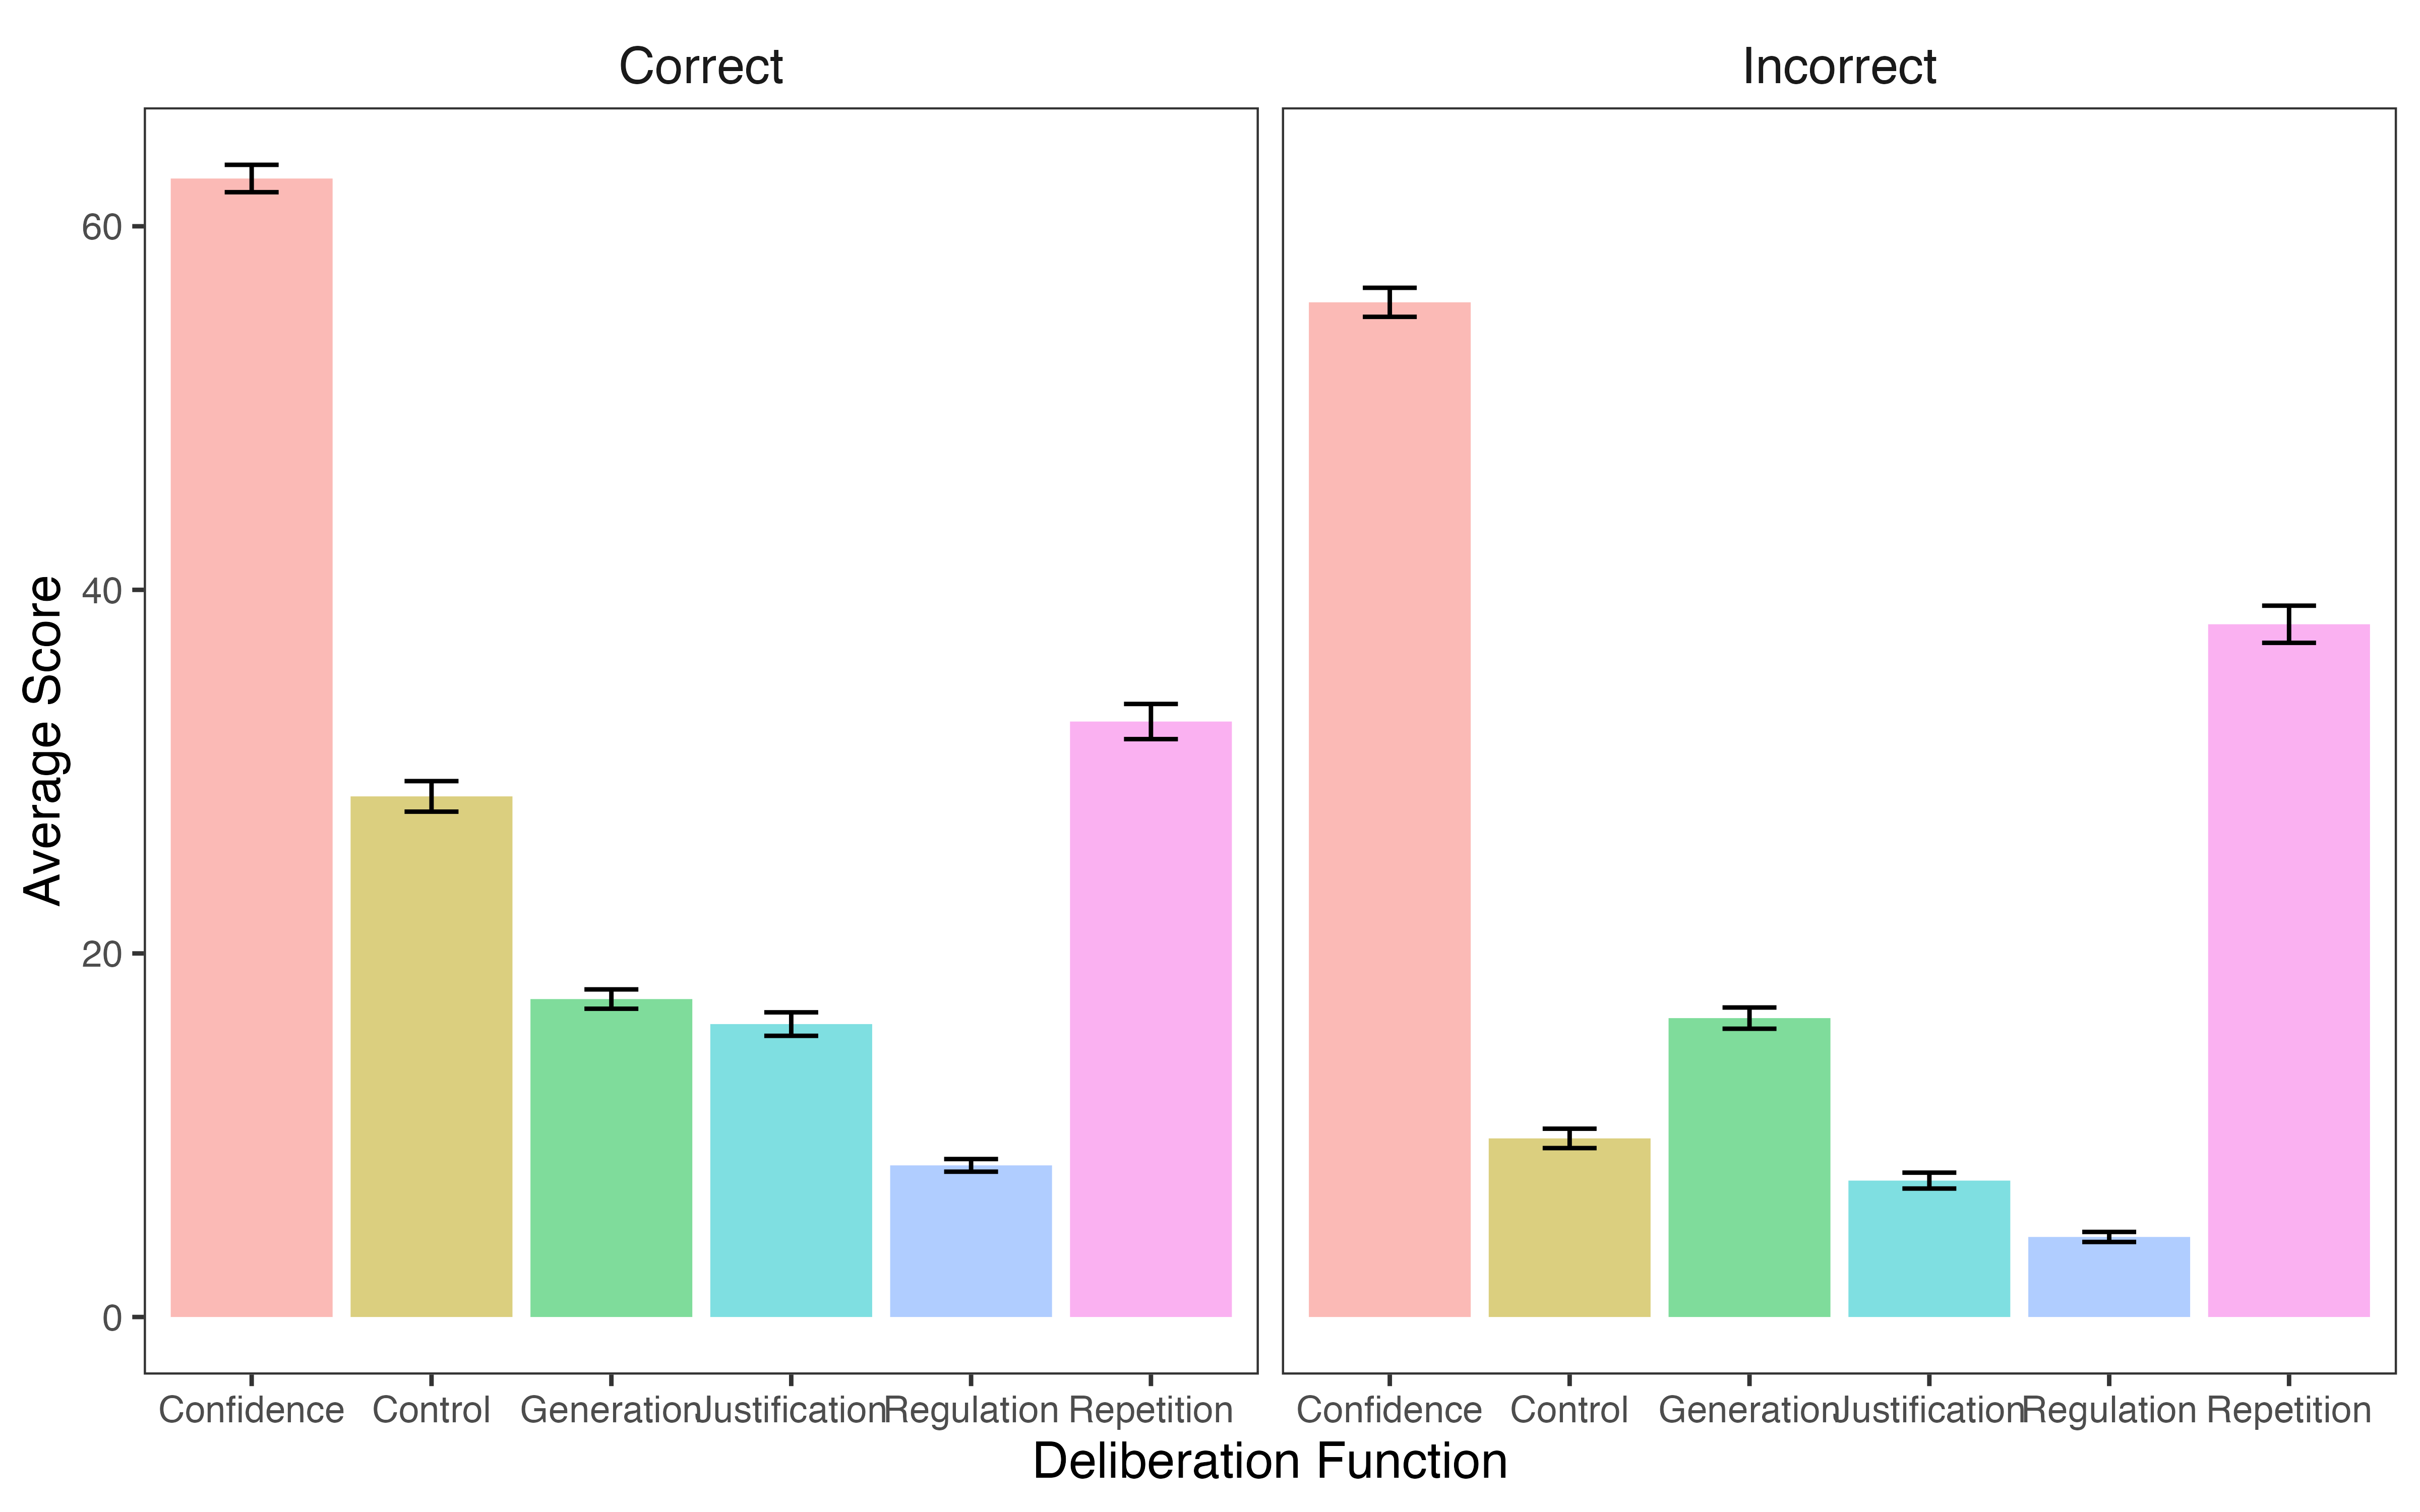 Correct
Incorrect
Average Score
60
40
20
0
Confidence Control Generation Justification Regulation Repetition
Confidence Control Generation Justification Regulation Repetition
Deliberation Function